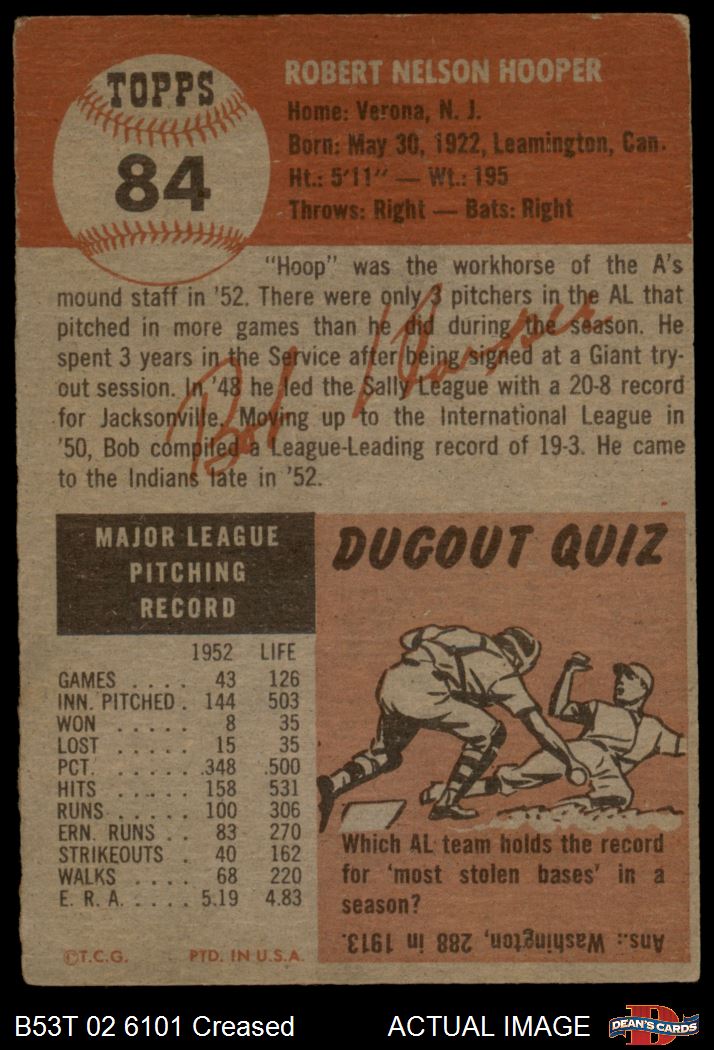 TOPPS
84
ROBERT NELSON HOOPER
Home: Verona, N. J.
Born: May 30, 1922, Leamington, Can.
Ht.: 5'11" — Wt.: 195
Throws: Right — Bats: Right
"Hoop" was the workhorse of the A's
mound staff in '52. There were only 3 pitchers in the AL that
pitched in more games than he did during the season. He
spent 3 years in the Service after being signed at a Giant try-
out session. In '48 he led the Sally League with a 20-8 record
for Jacksonville. Moving up to the International League in
'50, Bob compiled a League-Leading record of 19-3. He came
to the Indians late in '52.
Bob Hooper
MAJOR LEAGUE
PITCHING
RECORD
1952 LIFE
GAMES . . . . 43 126
INN. PITCHED . 144 503
WON . . . . . 8 35
LOST . . . . . 15 35
PCT. . . . . . .348 .500
HITS . . . . . 158 531
RUNS . . . . . 100 306
ERN. RUNS . . 83 270
STRIKEOUTS . 40 162
WALKS . . . . 68 220
E. R. A. . . . . 5.19 4.83
©T.C.G. PTD. IN U.S.A.
DUGOUT QUIZ
Which AL team holds the record
for 'most stolen bases' in a
season?
Ans.: Washington, 288 in 1913.
B53T 02 6101 Creased ACTUAL IMAGE
DEAN'S CARDS